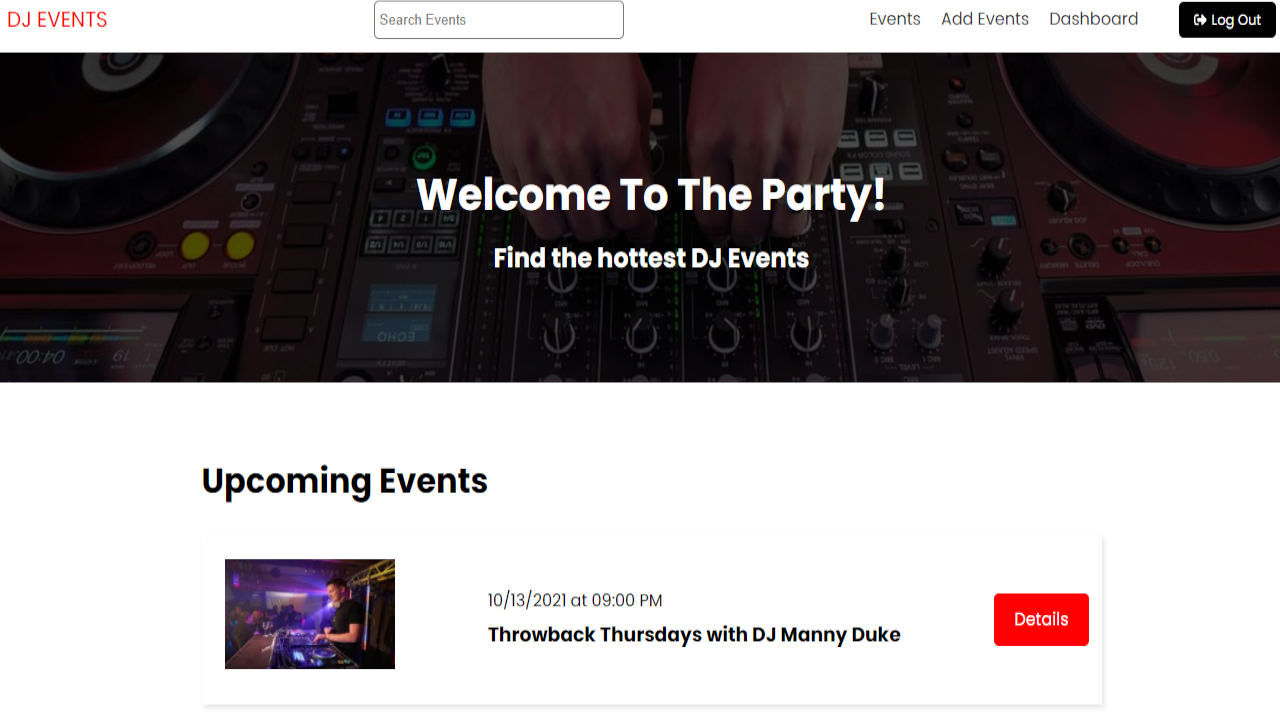 DJ EVENTS
Search Events
Events Add Events Dashboard Log Out
Welcome To The Party!
Find the hottest DJ Events
ECHO
Upcoming Events
10/13/2021 at 09:00 PM
Throwback Thursdays with DJ Manny Duke
Details